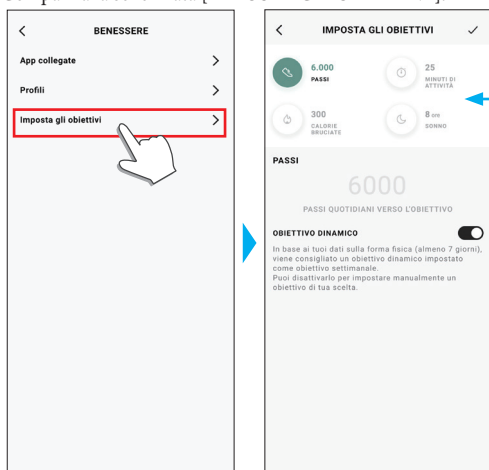 BENESSERE
App collegate
Profili
Imposta gli obiettivi
IMPOSTA GLI OBIETTIVI
6.000
PASSI
25
MINUTI DI
ATTIVITÀ
300
CALORIE
BRUCIATE
8 ore
SONNO
PASSI
6000
PASSI QUOTIDIANI VERSO L'OBIETTIVO
OBIETTIVO DINAMICO
In base ai tuoi dati sulla forma fisica (almeno 7 giorni),
viene consigliato un obiettivo dinamico impostato
come obiettivo settimanale.
Puoi disattivarlo per impostare manualmente un
obiettivo di tua scelta.